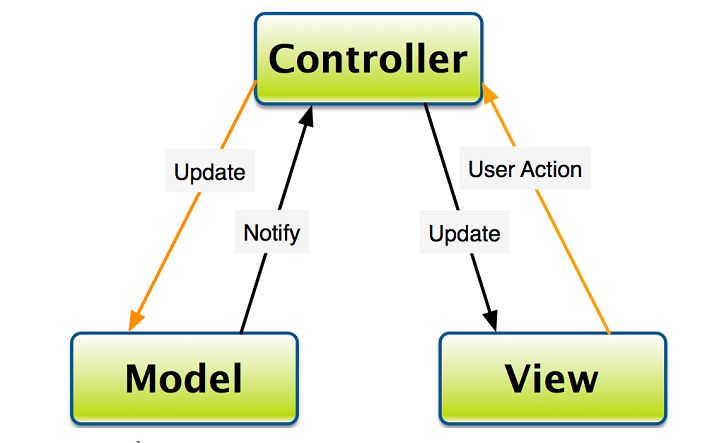 Controller
Update
User Action
Notify
Update
Model
View